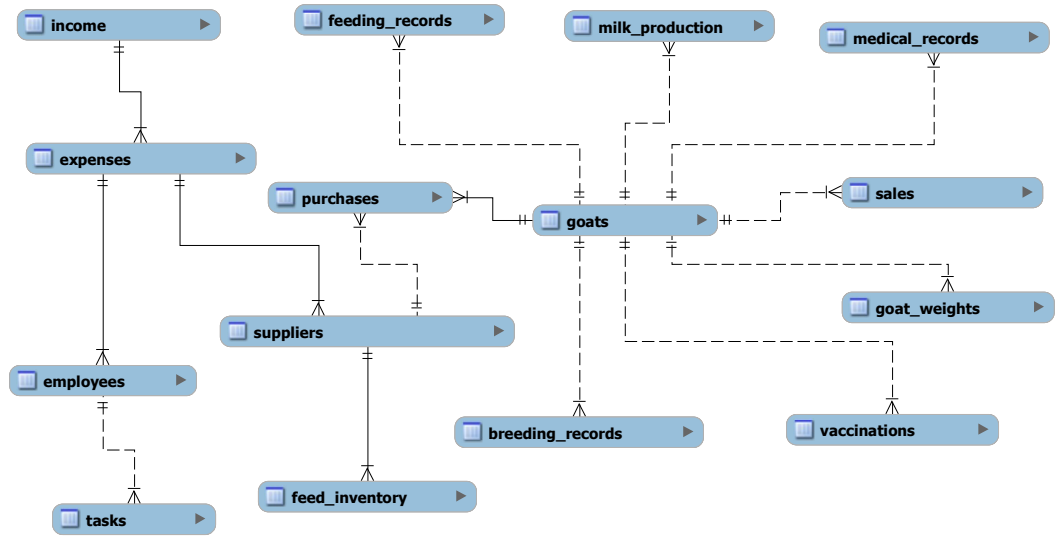 income
feeding_records
milk_production
medical_records
expenses
purchases
sales
goats
goat_weights
suppliers
employees
breeding_records
vaccinations
feed_inventory
tasks